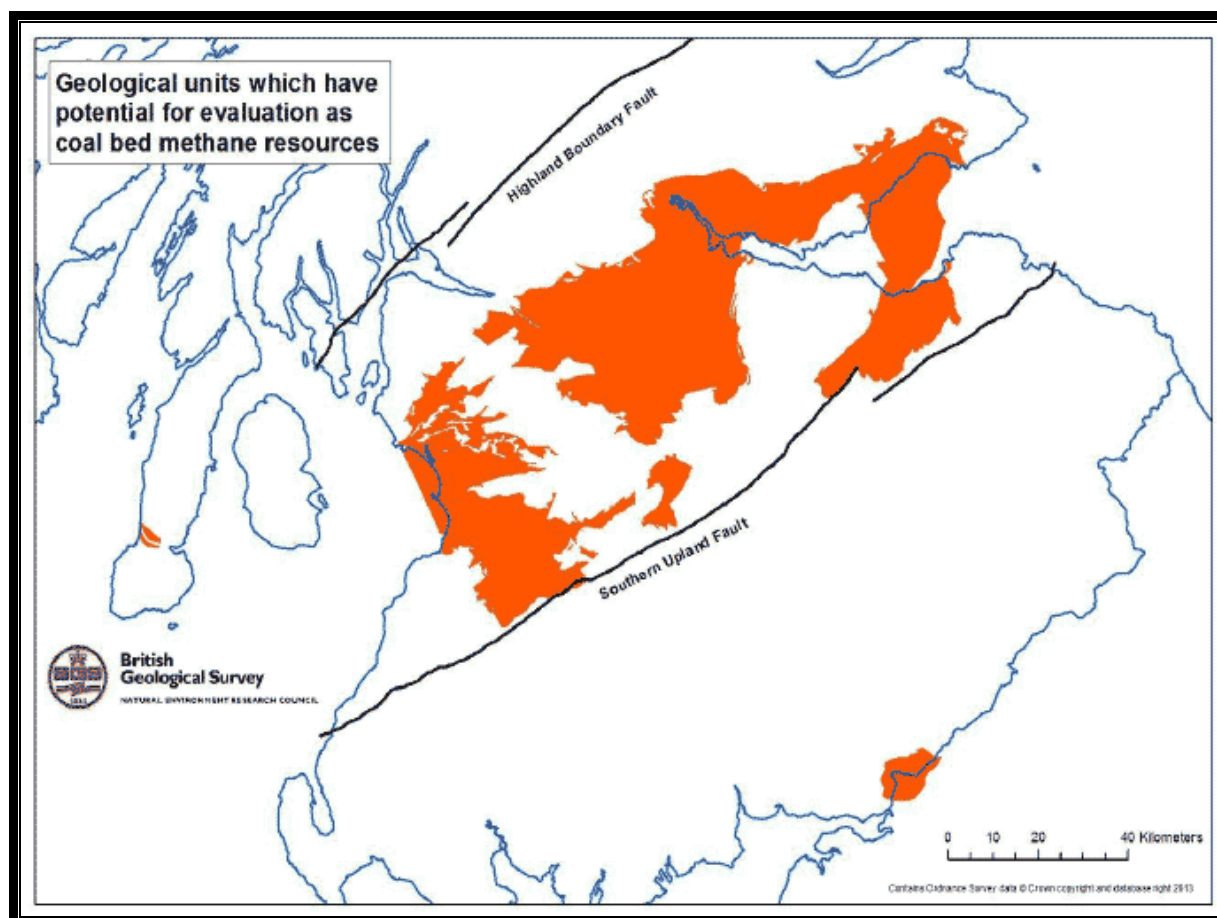 Geological units which have
potential for evaluation as
coal bed methane resources
Highland Boundary Fault
Southern Upland Fault
British
Geological Survey
NATURAL ENVIRONMENT RESEARCH COUNCIL
0 10 20 40 Kilometers
Contains Ordnance Survey data © Crown copyright and database right 2013